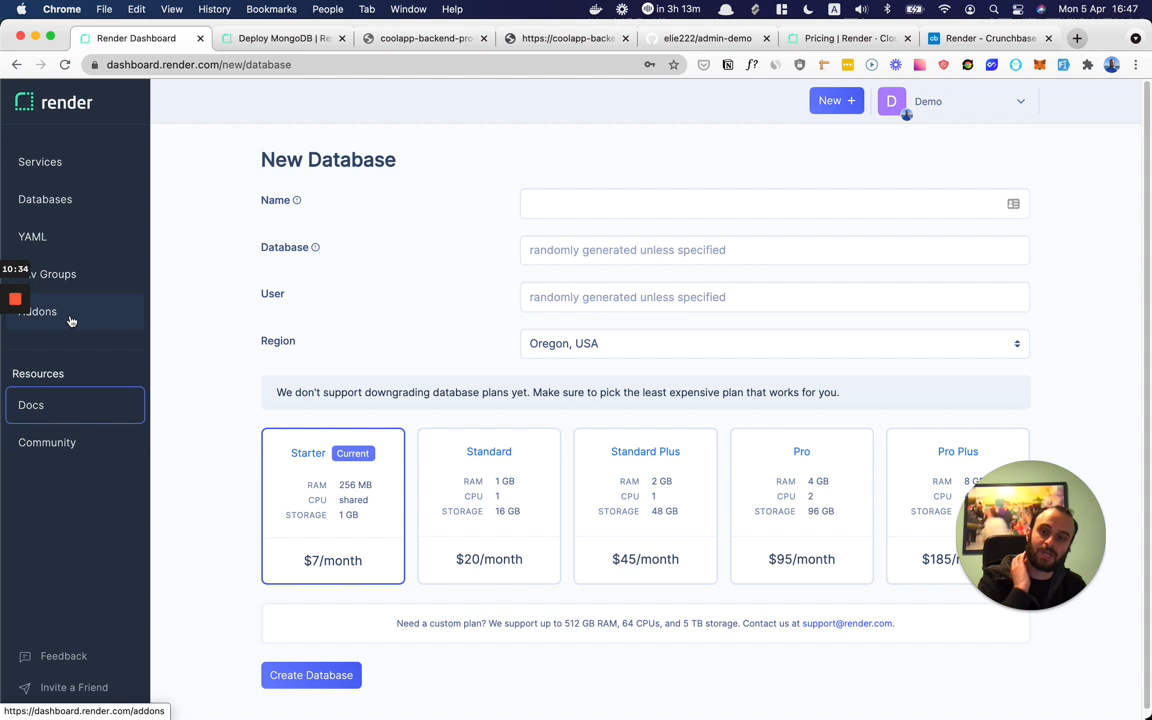 Chrome File Edit View History Bookmarks People Tab Window Help in 3h 13m A Mon 5 Apr 16:47
Render Dashboard Deploy MongoDB | Re coolapp-backend-pro https://coolapp-backe elie222/admin-demo Pricing | Render · Clou Render - Crunchbase
dashboard.render.com/new/database
render
New +
D
Demo
Services
Databases
YAML
10:34
v Groups
Addons
Resources
Docs
Community
Feedback
Invite a Friend
https://dashboard.render.com/addons
New Database
Name
Database
randomly generated unless specified
User
randomly generated unless specified
Region
Oregon, USA
We don't support downgrading database plans yet. Make sure to pick the least expensive plan that works for you.
Starter Current
RAM 256 MB
CPU shared
STORAGE 1 GB
$7/month
Standard
RAM 1 GB
CPU 1
STORAGE 16 GB
$20/month
Standard Plus
RAM 2 GB
CPU 1
STORAGE 48 GB
$45/month
Pro
RAM 4 GB
CPU 2
STORAGE 96 GB
$95/month
Pro Plus
RAM 8 G
CPU
STORAGE
$185/
Need a custom plan? We support up to 512 GB RAM, 64 CPUs, and 5 TB storage. Contact us at support@render.com.
Create Database